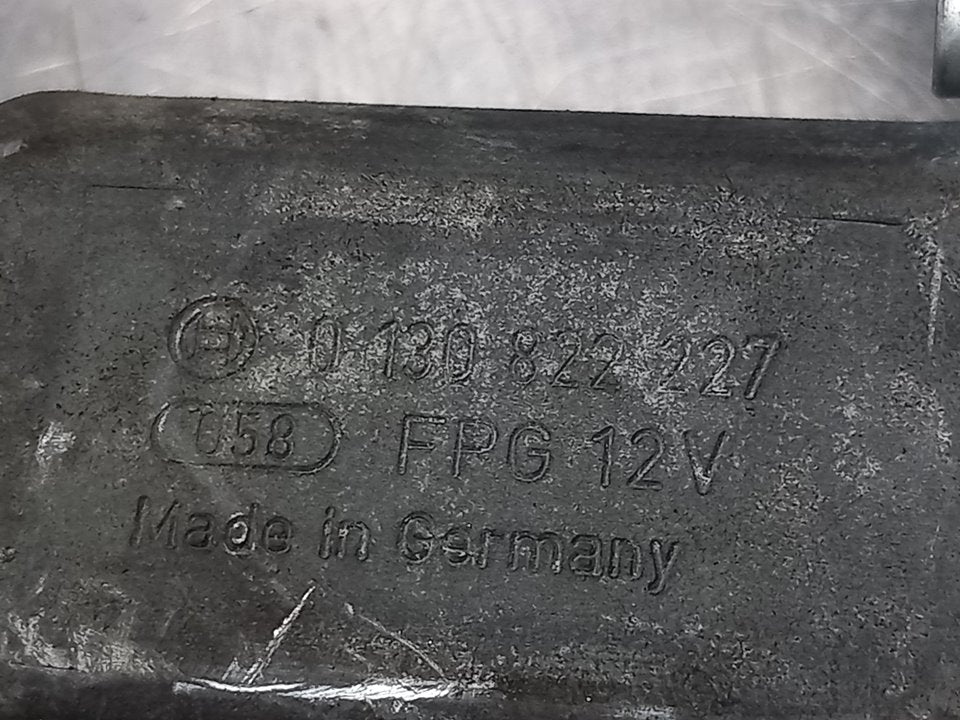 0 130 822 227
058 FPG 12V
Made in Germany